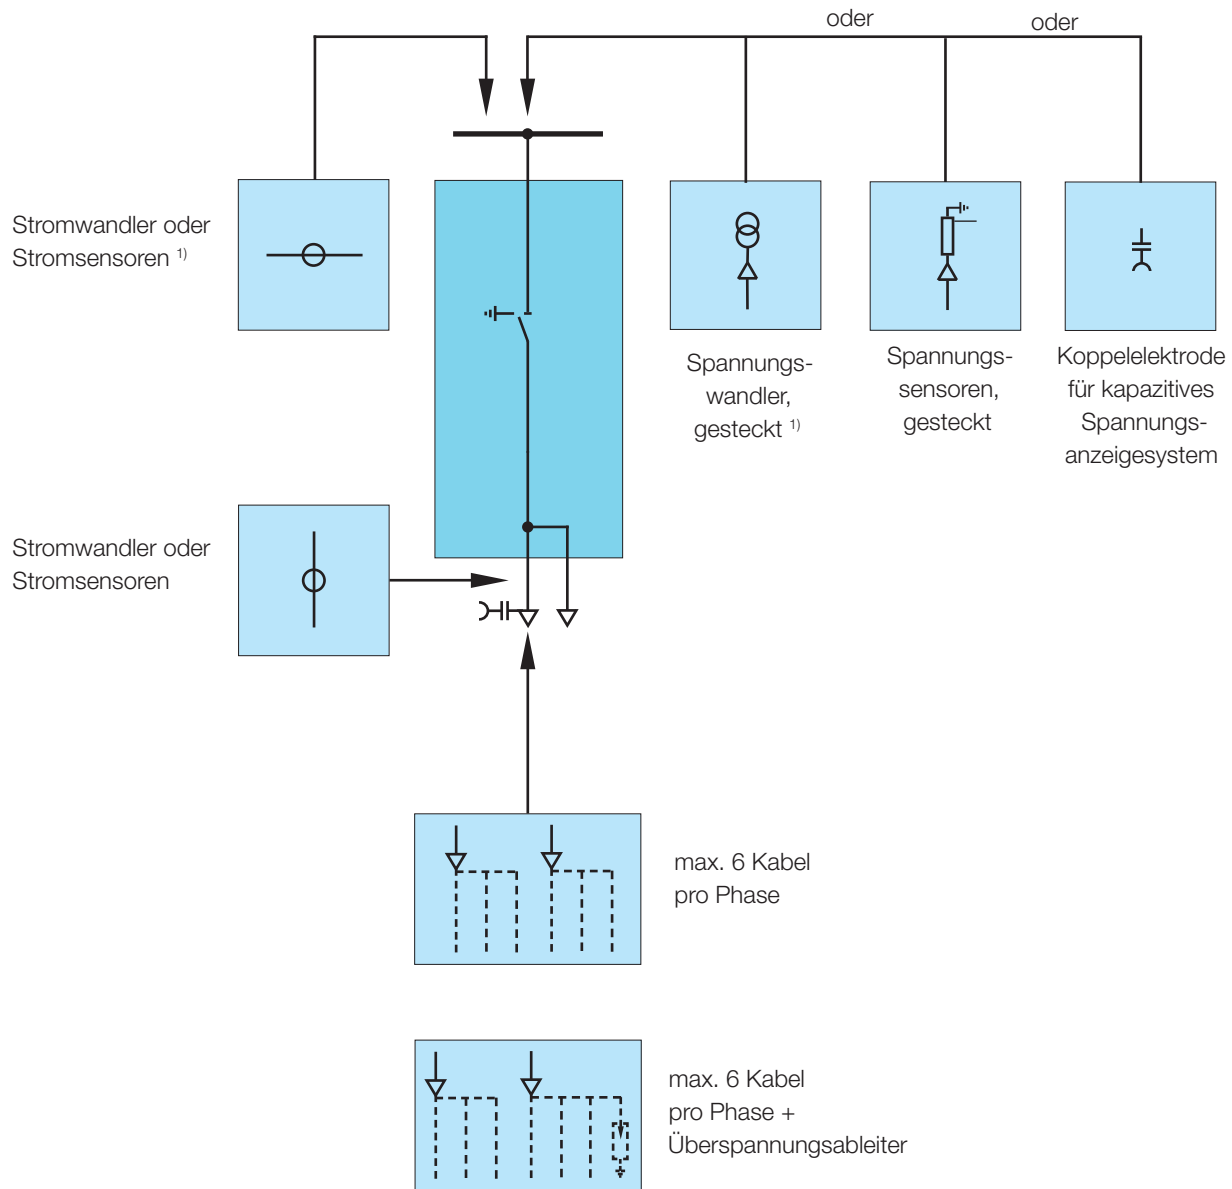 oder
oder
Stromwandler oder
Stromsensoren ¹⁾
Spannungs-
wandler,
gesteckt ¹⁾
Spannungs-
sensoren,
gesteckt
Koppelelektrode
für kapazitives
Spannungs-
anzeigesystem
Stromwandler oder
Stromsensoren
max. 6 Kabel
pro Phase
max. 6 Kabel
pro Phase +
Überspannungsableiter